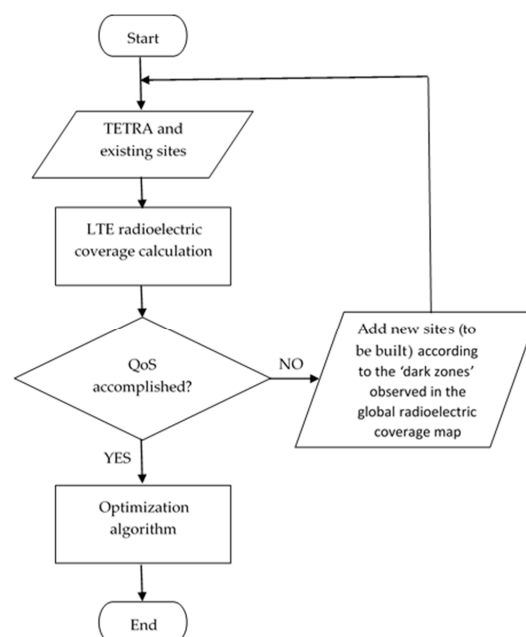 Start
TETRA and
existing sites
LTE radioelectric
coverage calculation
QoS
accomplished?
NO
Add new sites (to
be built) according
to the ‘dark zones’
observed in the
global radioelectric
coverage map
YES
Optimization
algorithm
End